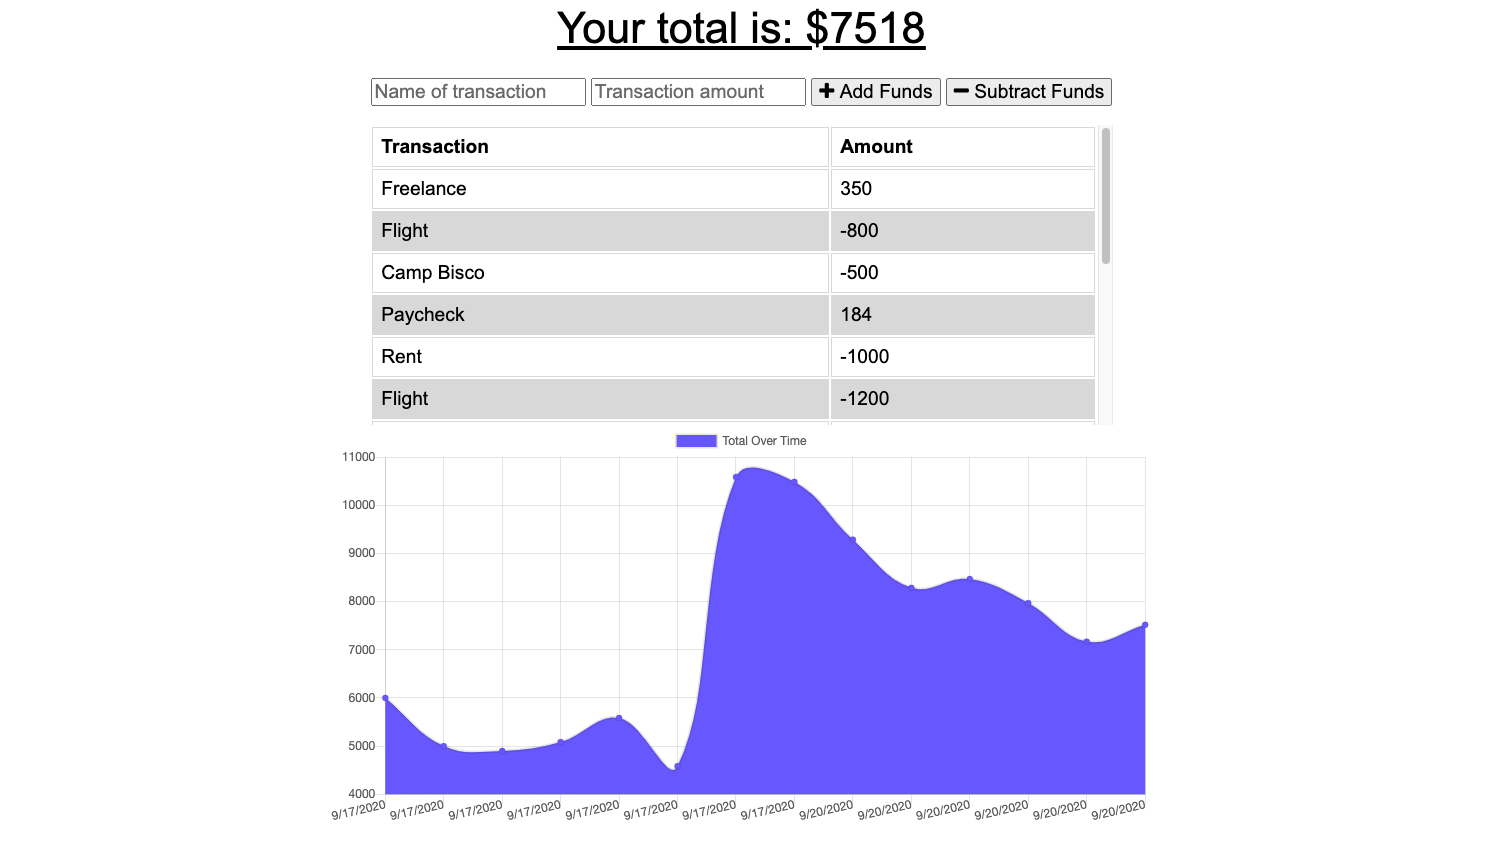 Your total is: $7518
Name of transaction Transaction amount Add Funds Subtract Funds
Transaction Amount
Freelance 350
Flight -800
Camp Bisco -500
Paycheck 184
Rent -1000
Flight -1200
Total Over Time
11000
10000
9000
8000
7000
6000
5000
4000
9/17/2020 9/17/2020 9/17/2020 9/17/2020 9/17/2020 9/17/2020 9/17/2020 9/17/2020 9/20/2020 9/20/2020 9/20/2020 9/20/2020 9/20/2020 9/20/2020